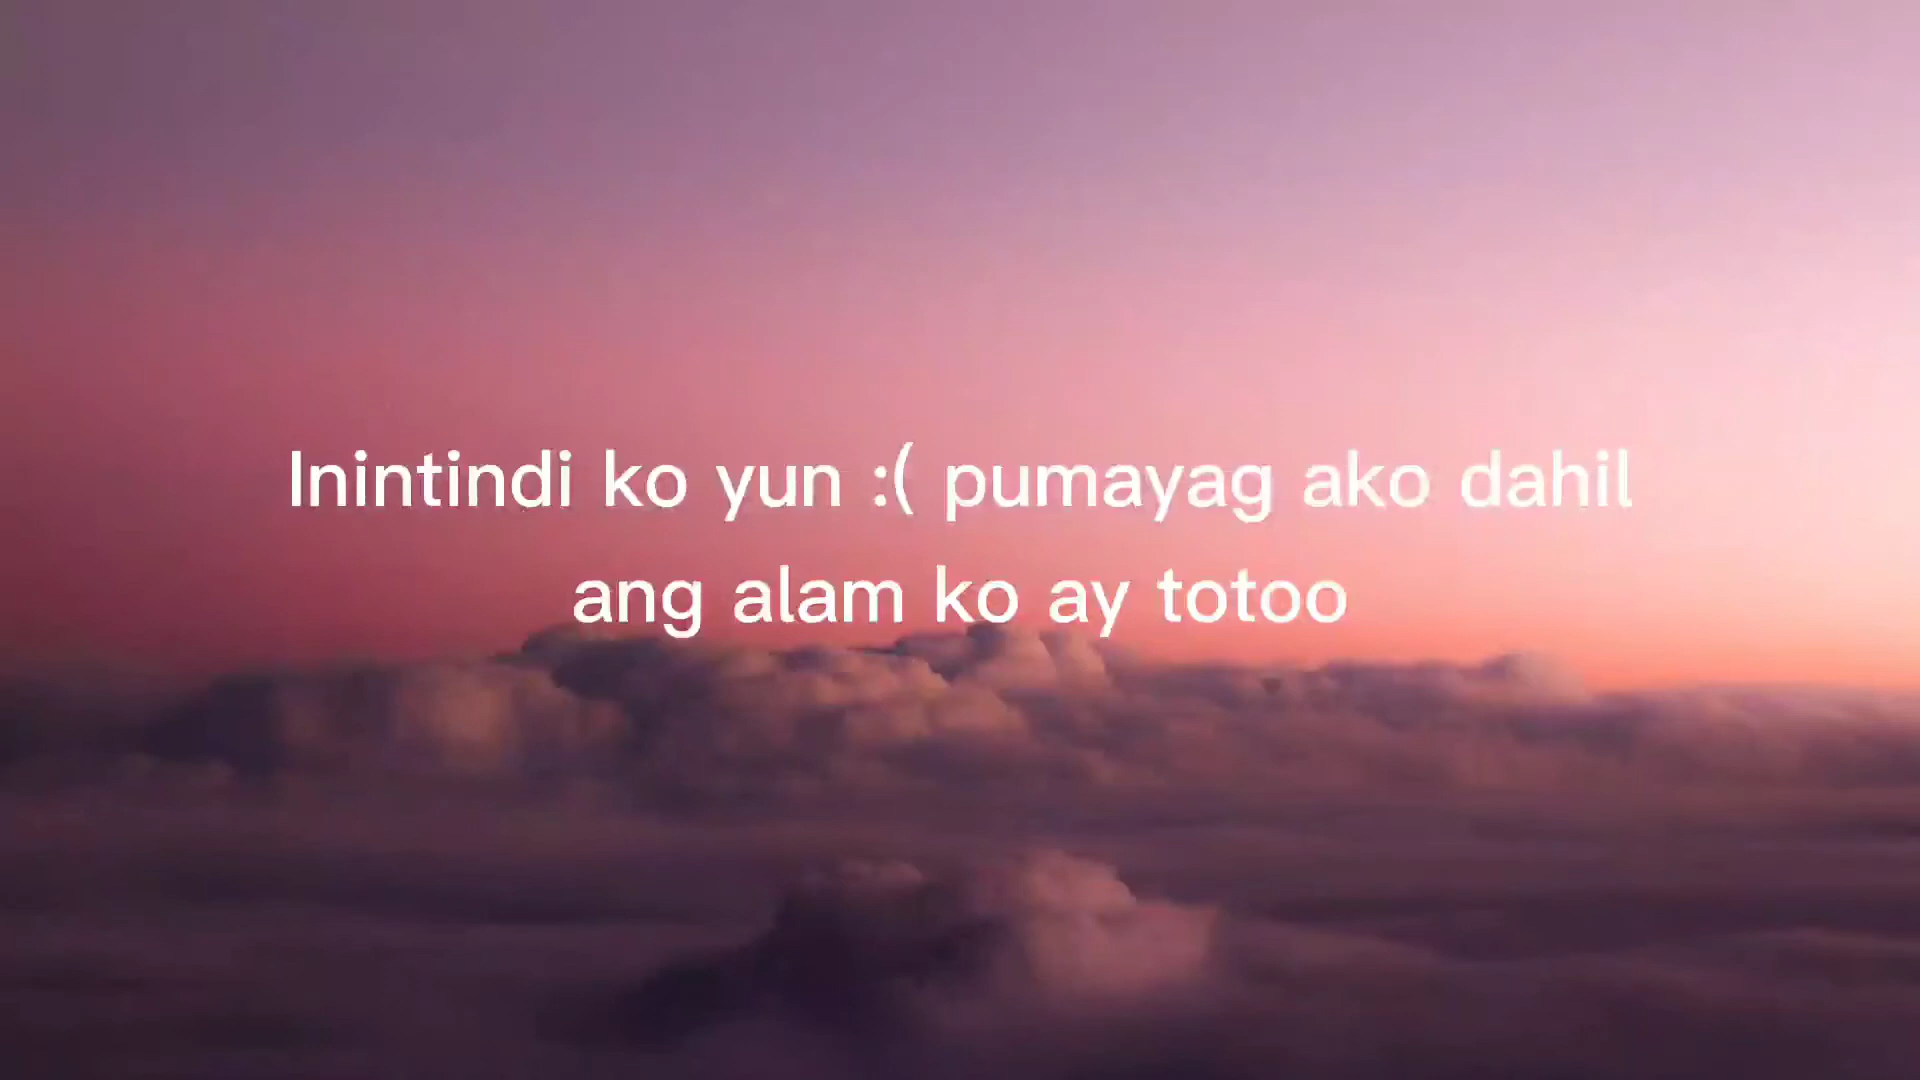 Inintindi ko yun :( pumayag ako dahil
ang alam ko ay totoo